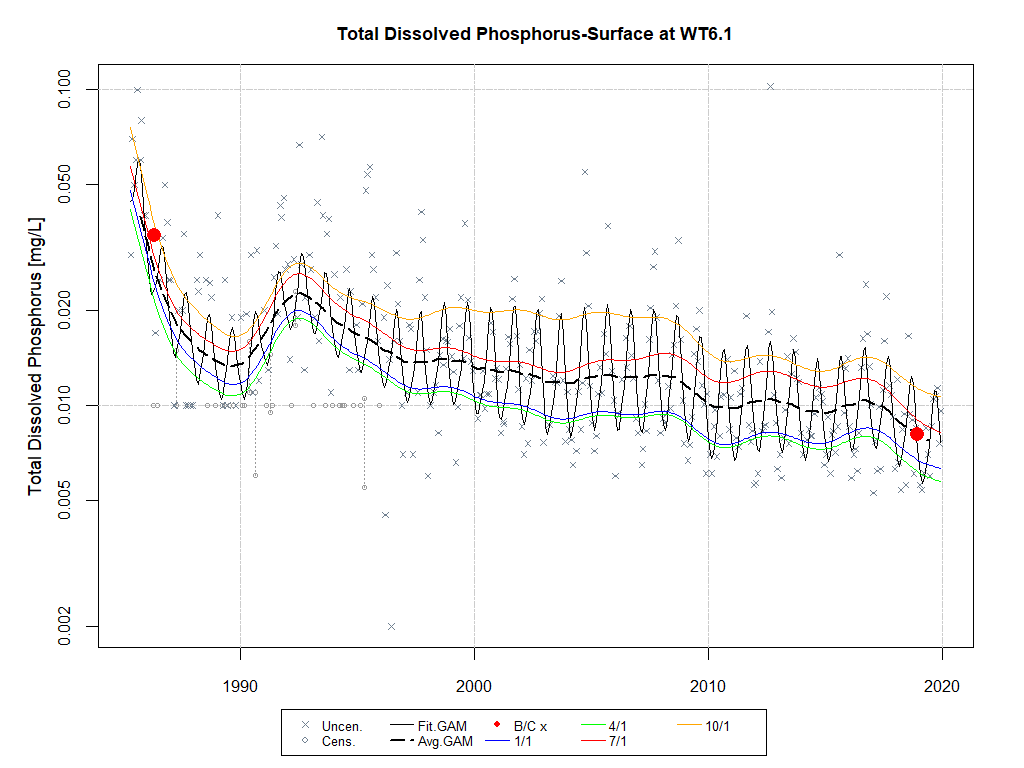 Total Dissolved Phosphorus-Surface at WT6.1
Total Dissolved Phosphorus [mg/L]
0.100
0.050
0.020
0.010
0.005
0.002
1990 2000 2010 2020
Uncen. Fit.GAM B/C x 4/1 10/1
Cens. Avg.GAM 1/1 7/1